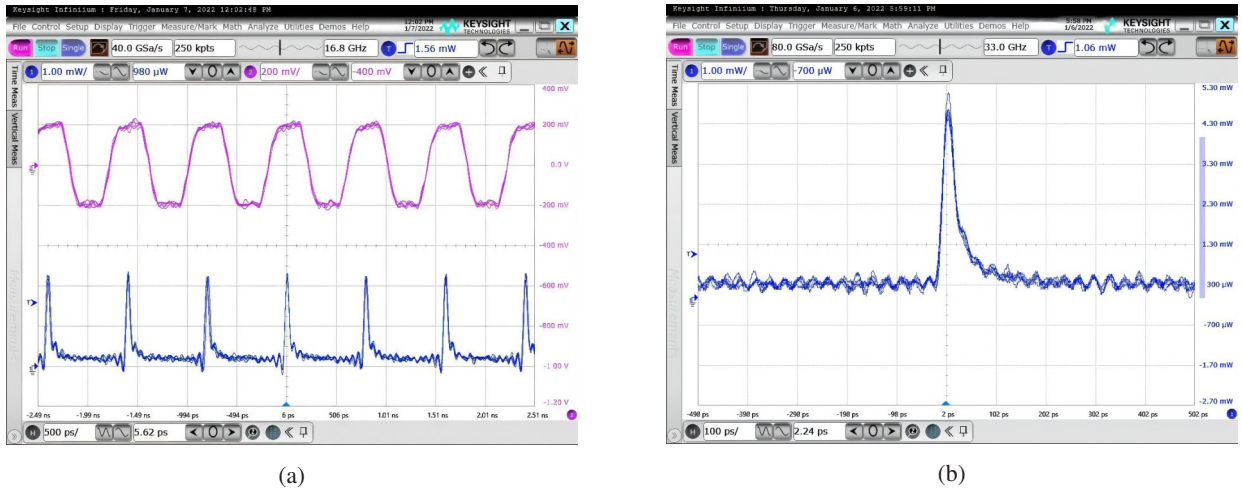 Keysight Infiniium : Friday, January 7, 2022 12:02:48 PM
File Control Setup Display Trigger Measure/Mark Math Analyze Utilities Demos Help
12:02 PM
1/7/2022
KEYSIGHT
TECHNOLOGIES
Run Stop Single 40.0 GSa/s 250 kpts 16.8 GHz T 1.56 mW
1 1.00 mW/ 980 µW 2 200 mV/ -400 mV
Time Meas
Vertical Meas
Measurements
400 mV
200 mV
0.0 V
-200 mV
-400 mV
-600 mV
-800 mV
-1.00 V
-1.20 V
T
-2.49 ns -1.99 ns -1.49 ns -994 ps -494 ps 6 ps 506 ps 1.01 ns 1.51 ns 2.01 ns 2.51 ns
H 500 ps/ 5.62 ps
(a)
Keysight Infiniium : Thursday, January 6, 2022 5:59:11 PM
File Control Setup Display Trigger Measure/Mark Math Analyze Utilities Demos Help
5:58 PM
1/6/2022
KEYSIGHT
TECHNOLOGIES
Run Stop Single 80.0 GSa/s 250 kpts 33.0 GHz T 1.06 mW
1 1.00 mW/ -700 µW
Time Meas
Vertical Meas
Measurements
5.30 mW
4.30 mW
3.30 mW
2.30 mW
1.30 mW
300 µW
-700 µW
-1.70 mW
-2.70 mW
T
-498 ps -398 ps -298 ps -198 ps -98 ps 2 ps 102 ps 202 ps 302 ps 402 ps 502 ps
H 100 ps/ 2.24 ps
(b)